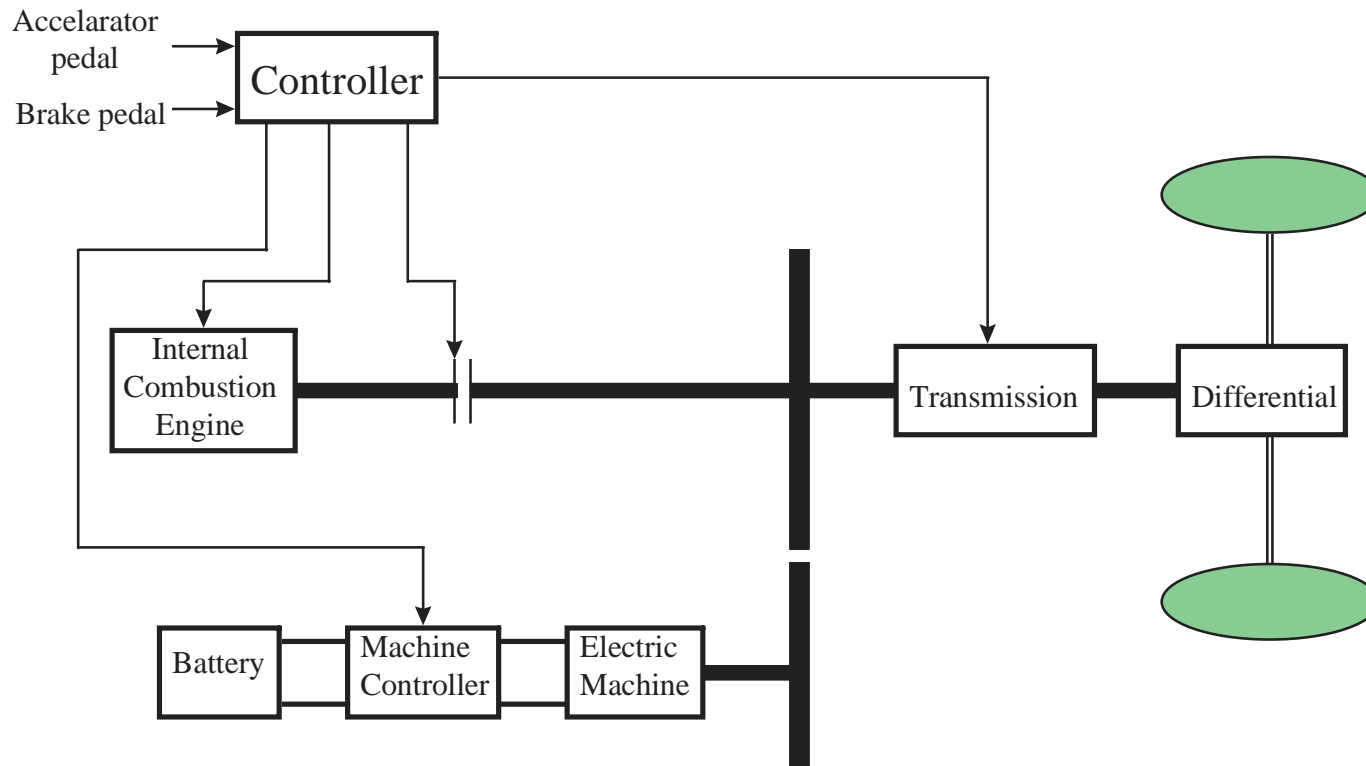 Accelarator
pedal
Controller
Brake pedal
Internal
Combustion
Engine
Transmission
Differential
Battery
Machine
Controller
Electric
Machine